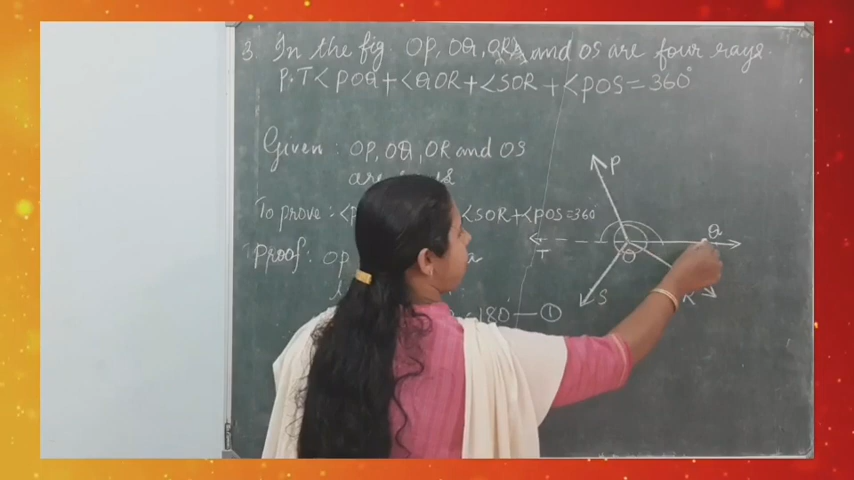 3. In the fig. OP, OQ, OR, and OS are four rays.
P.T <POQ + <QOR + <SOR + <POS = 360°
Given: OP, OQ, OR and OS
are
To prove: <P <SOR + <POS = 360°
Proof: OP a
= 180° — ①
P
Q
T
O
S
R